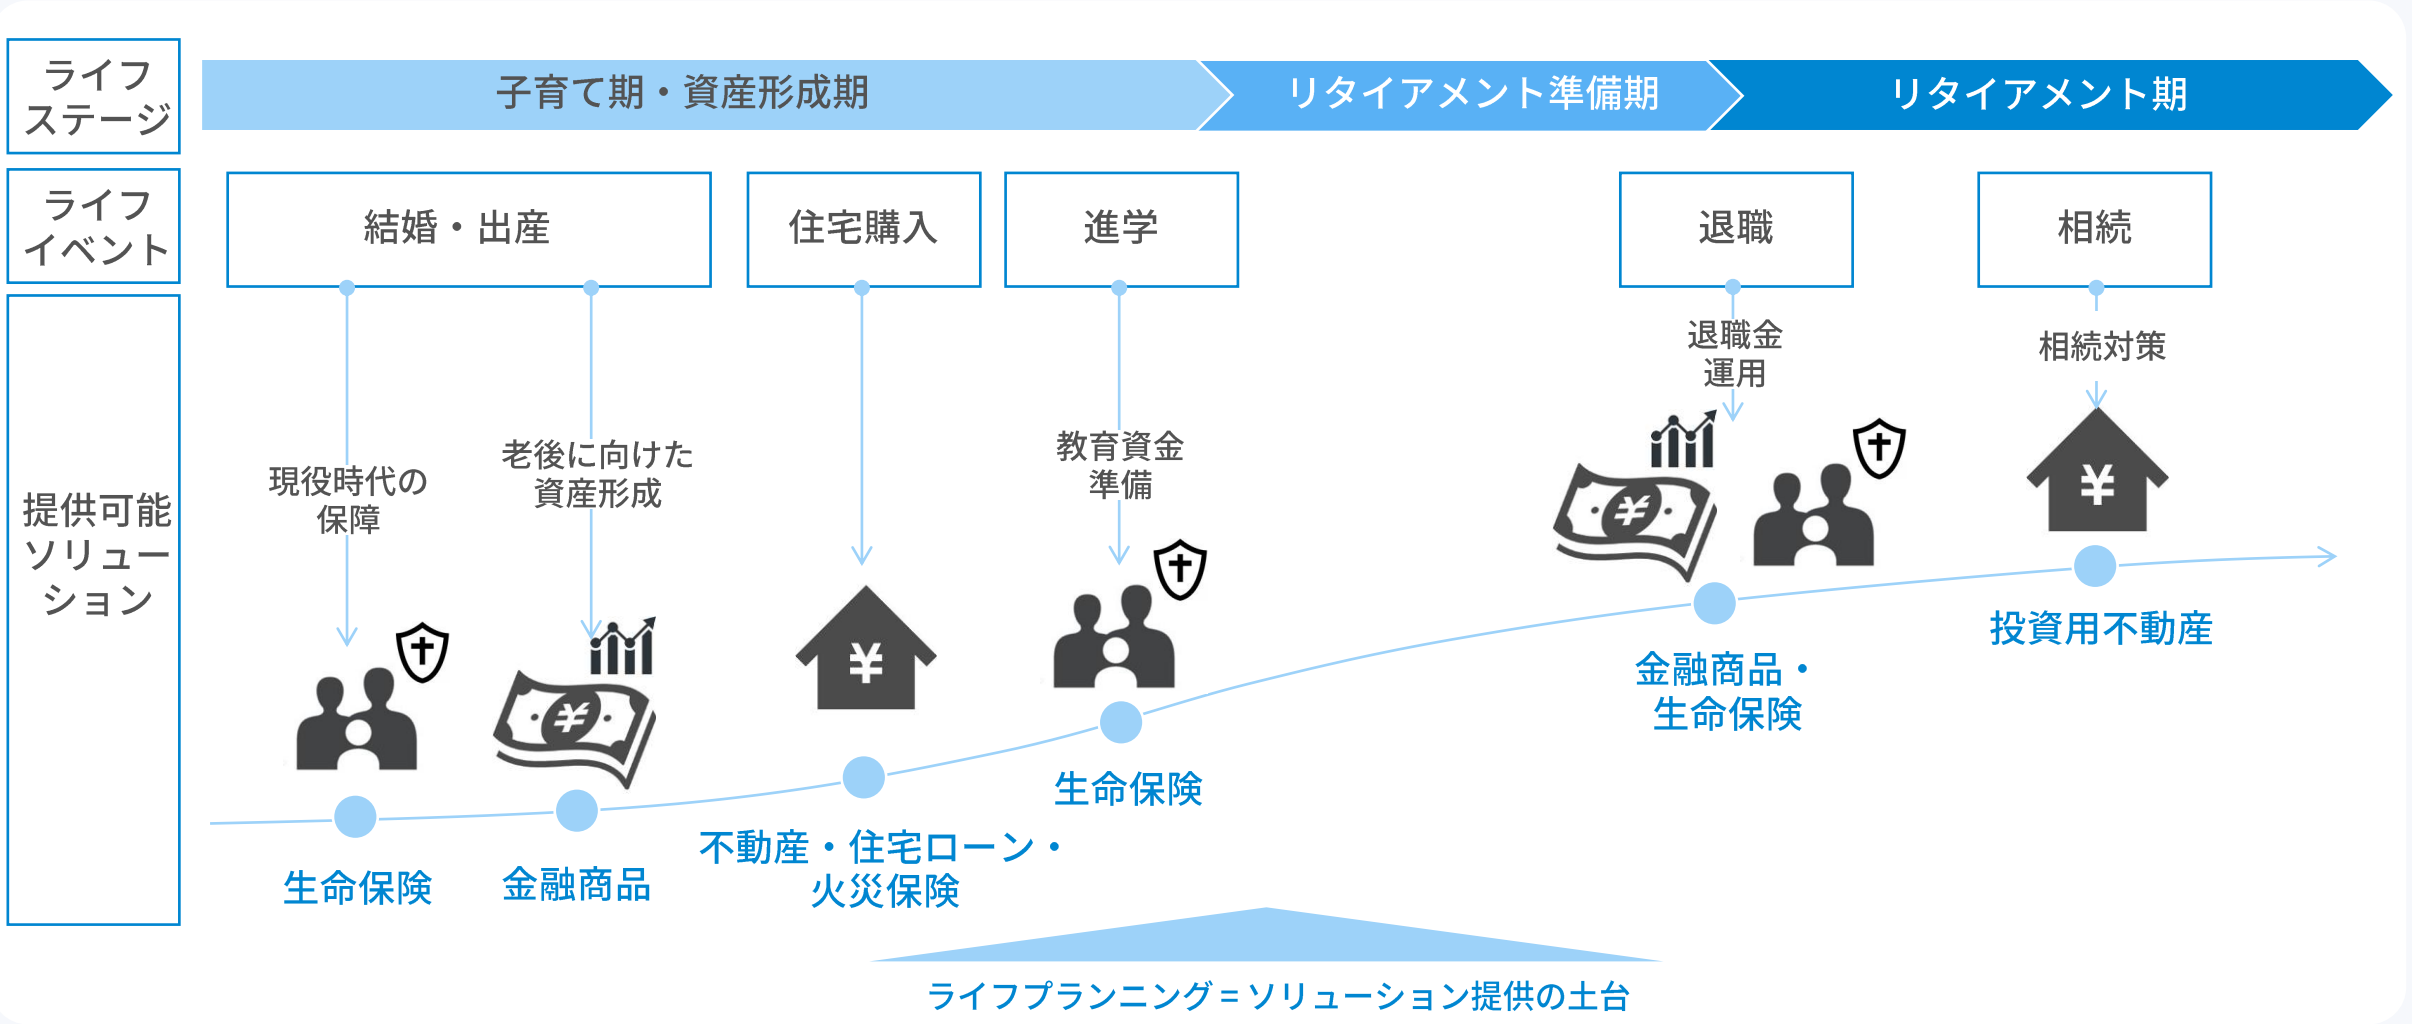 ライフ
ステージ
子育て期・資産形成期
リタイアメント準備期
リタイアメント期
ライフ
イベント
結婚・出産
住宅購入
進学
退職
相続
提供可能
ソリュー
ション
現役時代の
保障
老後に向けた
資産形成
教育資金
準備
退職金
運用
相続対策
¥
¥
¥
¥
生命保険
金融商品
不動産・住宅ローン・
火災保険
生命保険
金融商品・
生命保険
投資用不動産
ライフプランニング = ソリューション提供の土台